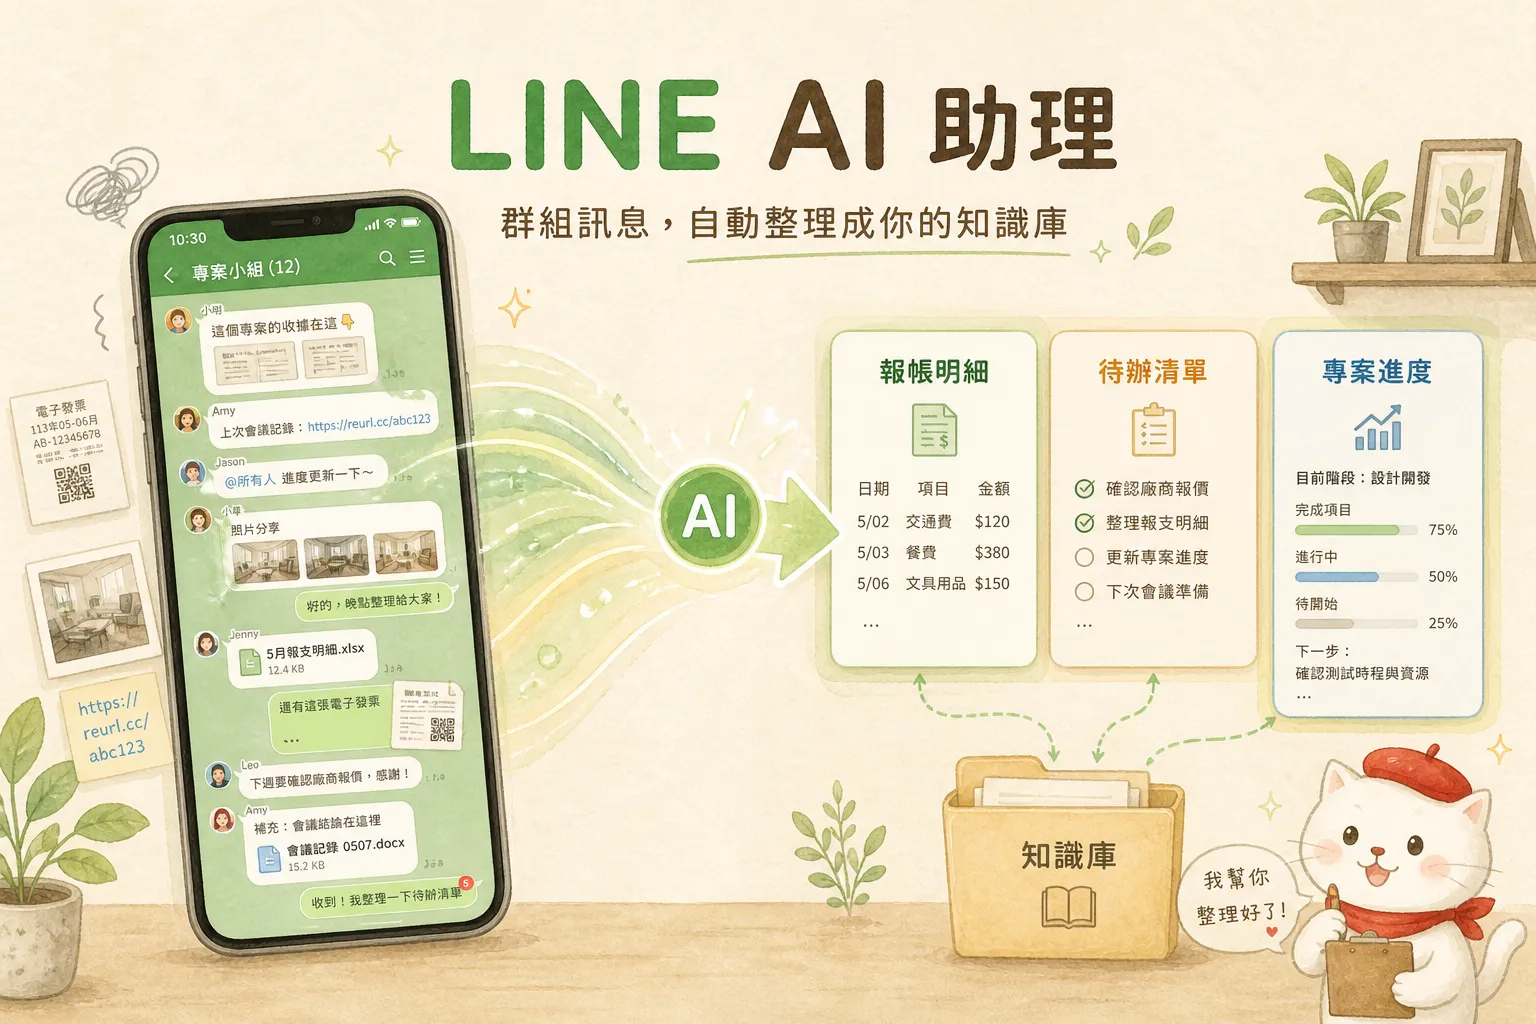 LINE AI 助理
群組訊息，自動整理成你的知識庫
10:30
專案小組 (12)
小明
這個專案的收據在這👇
Amy
上次會議記錄：https://reurl.cc/abc123
Jason
@所有人 進度更新一下～
小華
照片分享
好的，晚點整理給大家！
Jenny
5月報支明細.xlsx
12.4 KB
還有這張電子發票
...
Leo
下週要確認廠商報價，感謝！
Amy
補充：會議結論在這裡
會議記錄 0507.docx
15.2 KB
收到！我整理一下待辦清單
5
電子發票
113年05-06月
AB-12345678
https://
reurl.cc/
abc123
AI
報帳明細
$
日期 項目 金額
5/02 交通費 $120
5/03 餐費 $380
5/06 文具用品 $150
...
待辦清單
確認廠商報價
整理報支明細
更新專案進度
下次會議準備
...
專案進度
目前階段：設計開發
完成項目
75%
進行中
50%
待開始
25%
下一步：
確認測試時程與資源
...
知識庫
我幫你
整理好了!